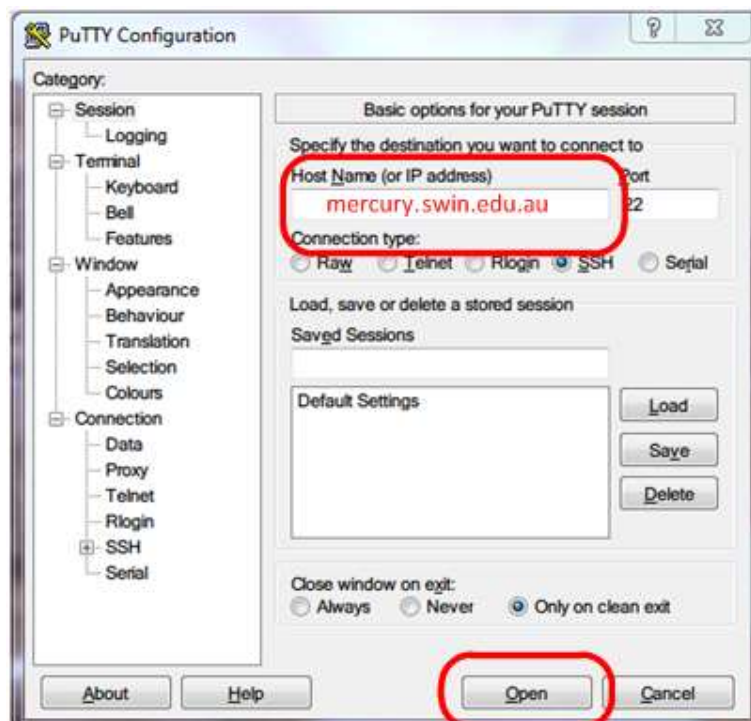 PuTTY Configuration
Category:
Session
Logging
Terminal
Keyboard
Bell
Features
Window
Appearance
Behaviour
Translation
Selection
Colours
Connection
Data
Proxy
Telnet
Rlogin
SSH
Serial
Basic options for your PuTTY session
Specify the destination you want to connect to
Host Name (or IP address) Port
mercury.swin.edu.au 22
Connection type:
Raw Telnet Rlogin SSH Serial
Load, save or delete a stored session
Saved Sessions
Default Settings
Load
Save
Delete
Close window on exit:
Always Never Only on clean exit
About Help Open Cancel